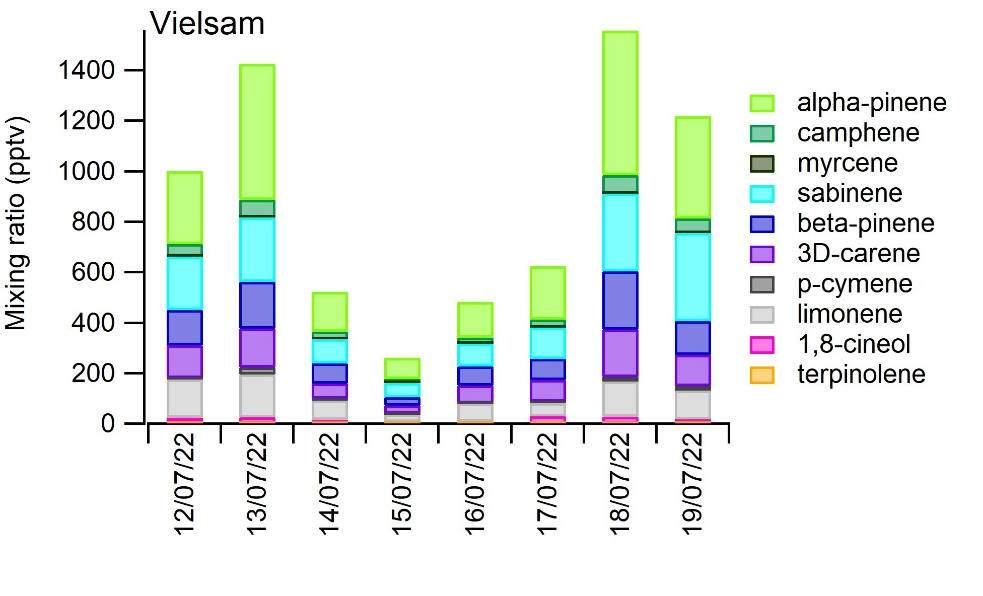 Vielsam
Mixing ratio (pptv)
1400
1200
1000
800
600
400
200
0
12/07/22
13/07/22
14/07/22
15/07/22
16/07/22
17/07/22
18/07/22
19/07/22
alpha-pinene
camphene
myrcene
sabinene
beta-pinene
3D-carene
p-cymene
limonene
1,8-cineol
terpinolene